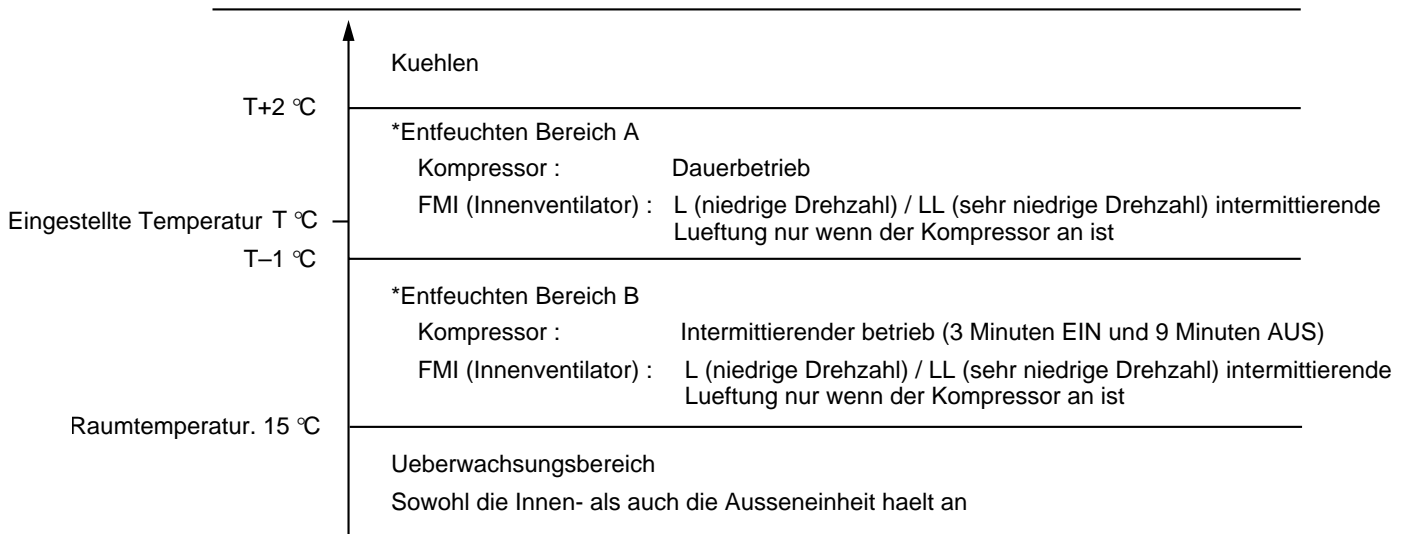 Kuehlen
T+2 °C
*Entfeuchten Bereich A
Kompressor : Dauerbetrieb
FMI (Innenventilator) : L (niedrige Drehzahl) / LL (sehr niedrige Drehzahl) intermittierende
Lueftung nur wenn der Kompressor an ist
Eingestellte Temperatur T °C
T–1 °C
*Entfeuchten Bereich B
Kompressor : Intermittierender betrieb (3 Minuten EIN und 9 Minuten AUS)
FMI (Innenventilator) : L (niedrige Drehzahl) / LL (sehr niedrige Drehzahl) intermittierende
Lueftung nur wenn der Kompressor an ist
Raumtemperatur. 15 °C
Ueberwachsungsbereich
Sowohl die Innen- als auch die Ausseneinheit haelt an